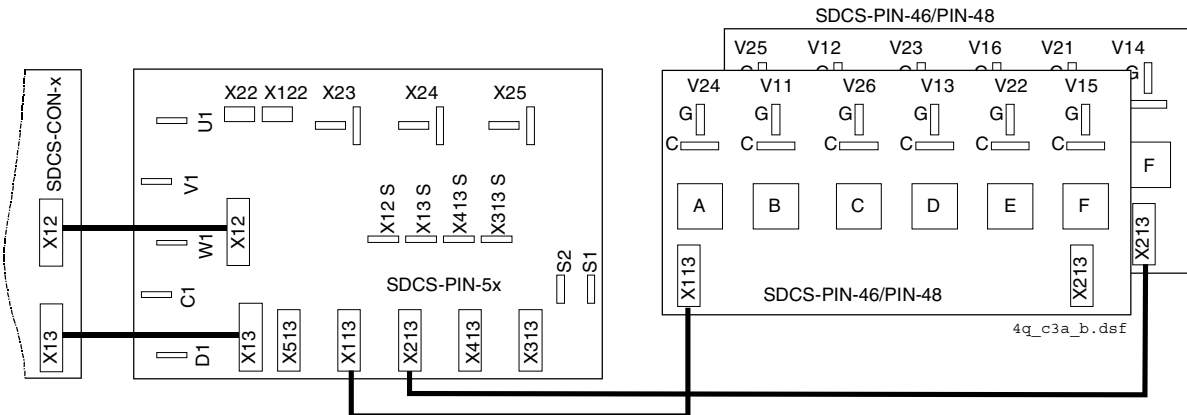 SDCS-PIN-46/PIN-48
V25 V12 V23 V16 V21 V14
G G G G G G
F
X213
SDCS-CON-x
X12
X13
U1
V1
W1
C1
D1
X22 X122 X23 X24 X25
X12
X12 S X13 S X413 S X313 S
S2 S1
SDCS-PIN-5x
X13 X513 X113 X213 X413 X313
V24 V11 V26 V13 V22 V15
G G G G G G
C C C C C C
A B C D E F
X113
X213
SDCS-PIN-46/PIN-48
4q_c3a_b.dsf